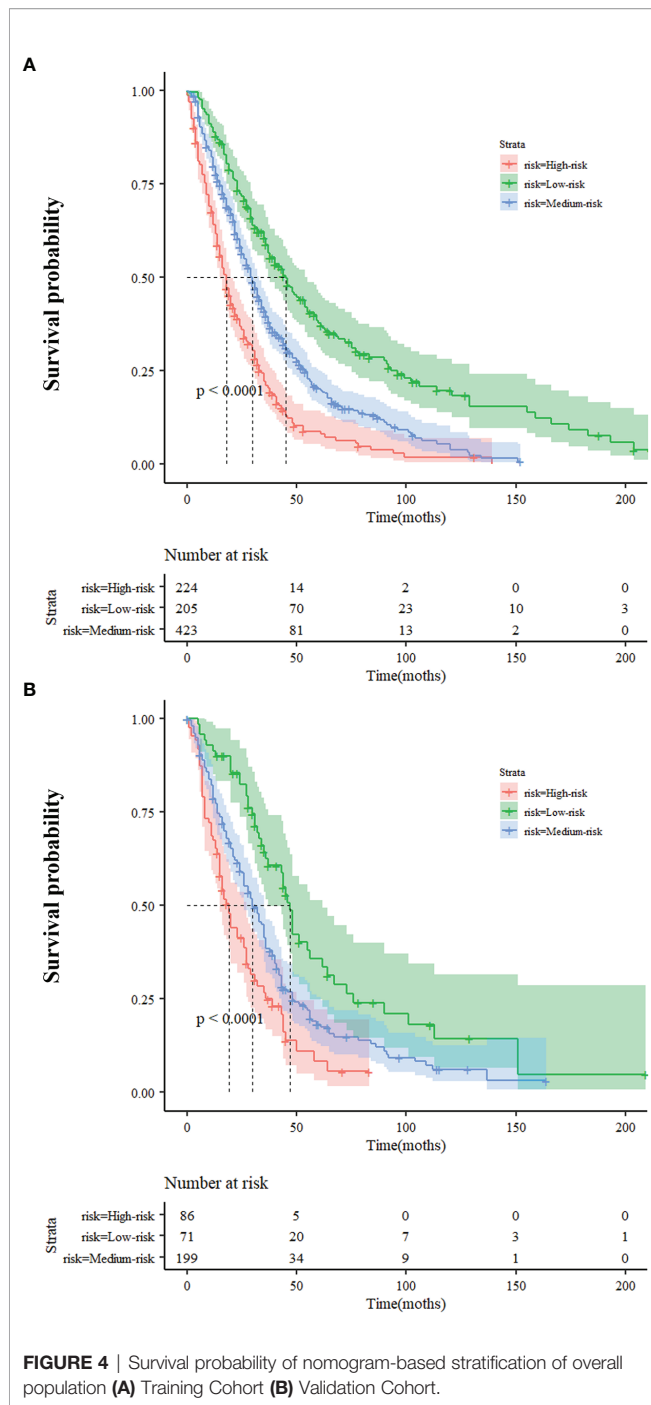 A
Survival probability
1.00
0.75
0.50
0.25
0.00
p < 0.0001
Strata
risk=High-risk
risk=Low-risk
risk=Medium-risk
0 50 100 150 200
Time(moths)
Number at risk
Strata
risk=High-risk 224 14 2 0 0
risk=Low-risk 205 70 23 10 3
risk=Medium-risk 423 81 13 2 0
0 50 100 150 200
Time(moths)
B
Survival probability
1.00
0.75
0.50
0.25
0.00
p < 0.0001
Strata
risk=High-risk
risk=Low-risk
risk=Medium-risk
0 50 100 150 200
Time(moths)
Number at risk
Strata
risk=High-risk 86 5 0 0 0
risk=Low-risk 71 20 7 3 1
risk=Medium-risk 199 34 9 1 0
0 50 100 150 200
Time(moths)
FIGURE 4 | Survival probability of nomogram-based stratification of overall
population (A) Training Cohort (B) Validation Cohort.